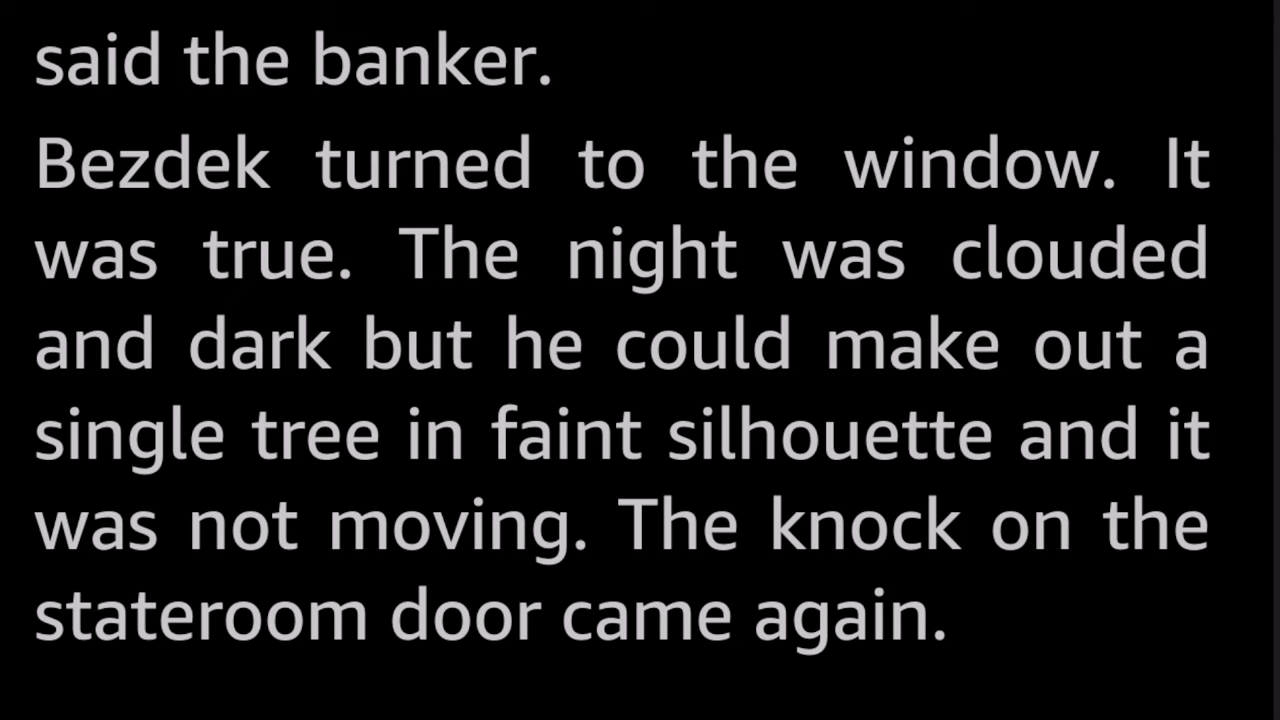 said the banker.
Bezdek turned to the window. It
was true. The night was clouded
and dark but he could make out a
single tree in faint silhouette and it
was not moving. The knock on the
stateroom door came again.